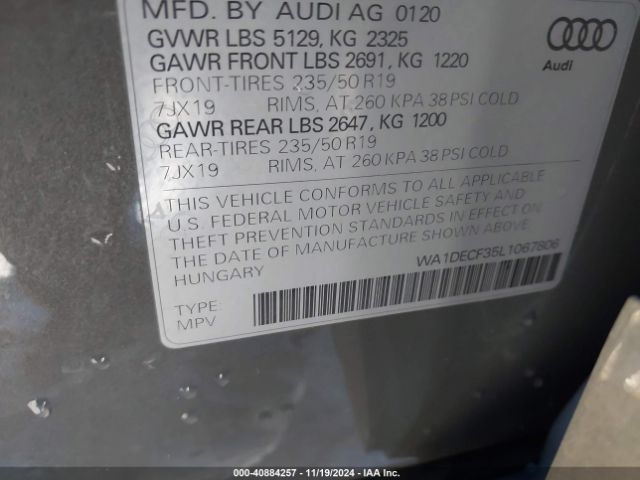 MFD. BY AUDI AG 0120
GVWR LBS 5129, KG 2325
GAWR FRONT LBS 2691, KG 1220
FRONT-TIRES 235/50 R19
7JX19 RIMS, AT 260 KPA 38 PSI COLD
GAWR REAR LBS 2647, KG 1200
REAR-TIRES 235/50 R19
7JX19 RIMS, AT 260 KPA 38 PSI COLD
Audi
THIS VEHICLE CONFORMS TO ALL APPLICABLE
U.S. FEDERAL MOTOR VEHICLE SAFETY AND
THEFT PREVENTION STANDARDS IN EFFECT ON
THE DATE OF MANUFACTURE SHOWN ABOVE
HUNGARY
WA1DECF35L1067806
TYPE:
MPV
000-40884257 - 11/19/2024 - IAA Inc.